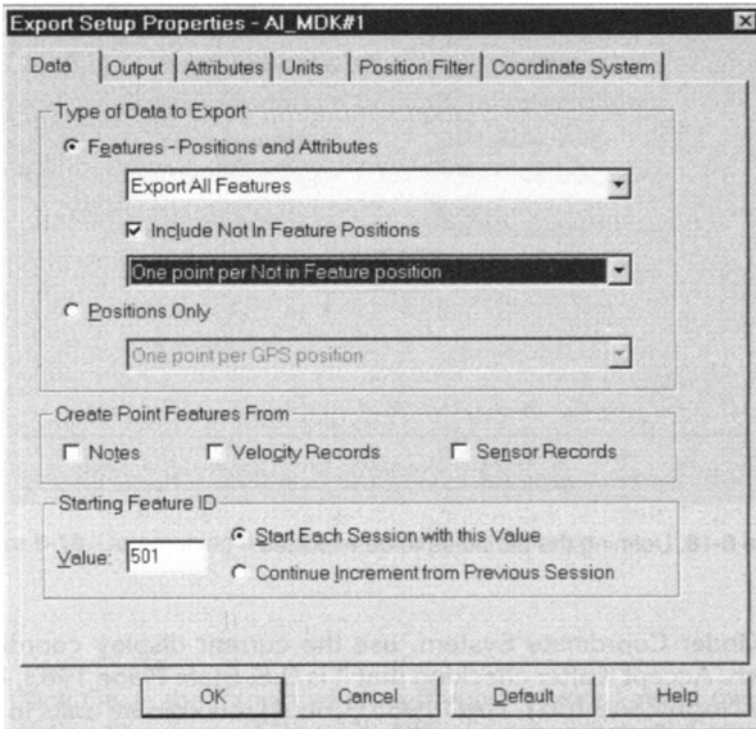 Export Setup Properties - AI_MDK#1
Data Output Attributes Units Position Filter Coordinate System
Type of Data to Export
Features - Positions and Attributes
Export All Features
Include Not In Feature Positions
One point per Not in Feature position
Positions Only
One point per GPS position
Create Point Features From
Notes Velocity Records Sensor Records
Starting Feature ID
Value: 501
Start Each Session with this Value
Continue Increment from Previous Session
OK Cancel Default Help